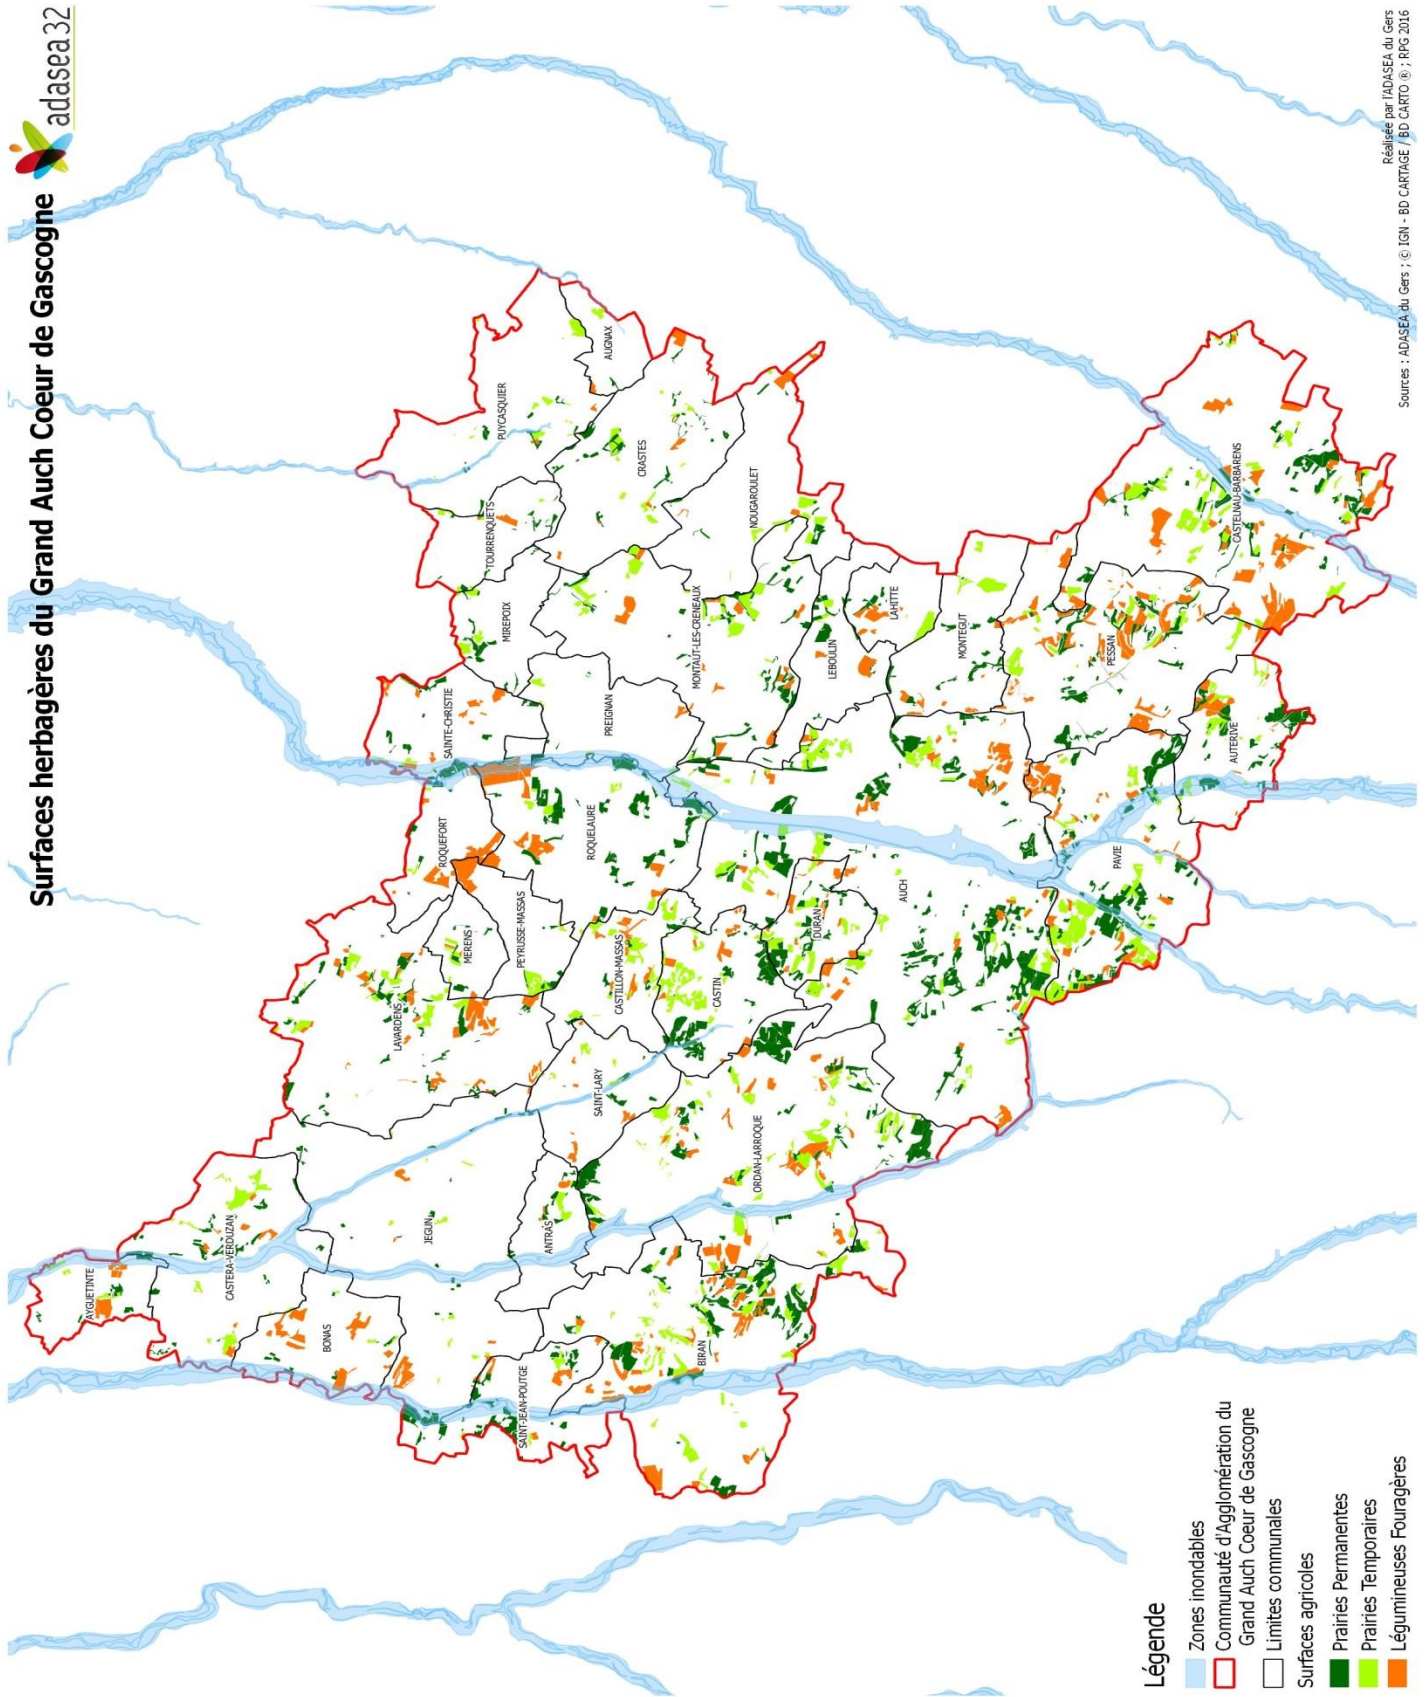 adasea 32
Surfaces herbagères du Grand Auch Coeur de Gascogne
AYGUETINTE
CASTERA-VERDUZAN
BONAS
JEGUN
LAVARDENS
MERENS
ROQUEFORT
SAINTE-CHRISTIE
MIREPOIX
TOURRENQUETS
PUYCASQUIER
AUGNAX
CRASTES
SAINT-JEAN-POUTGE
ANTRAS
SAINT-LARY
PEYRUSSE-MASSAS
CASTILLON-MASSAS
ROQUELAURE
PREIGNAN
MONTAUT-LES-CRENEAUX
NOUGAROULET
BIRAN
ORDAN-LARROQUE
CASTIN
DURAN
LEBOULIN
LAHITTE
AUCH
MONTEGUT
PAVIE
PESSAN
AUTERIVE
CASTELNAU-BARBARENS
Légende
Zones inondables
Communauté d'Agglomération du
Grand Auch Coeur de Gascogne
Limites communales
Surfaces agricoles
Prairies Permanentes
Prairies Temporaires
Légumineuses Fouragères
Réalisée par l'ADASEA du Gers
Sources : ADASEA du Gers ; © IGN - BD CARTAGE / BD CARTO ® ; RPG 2016